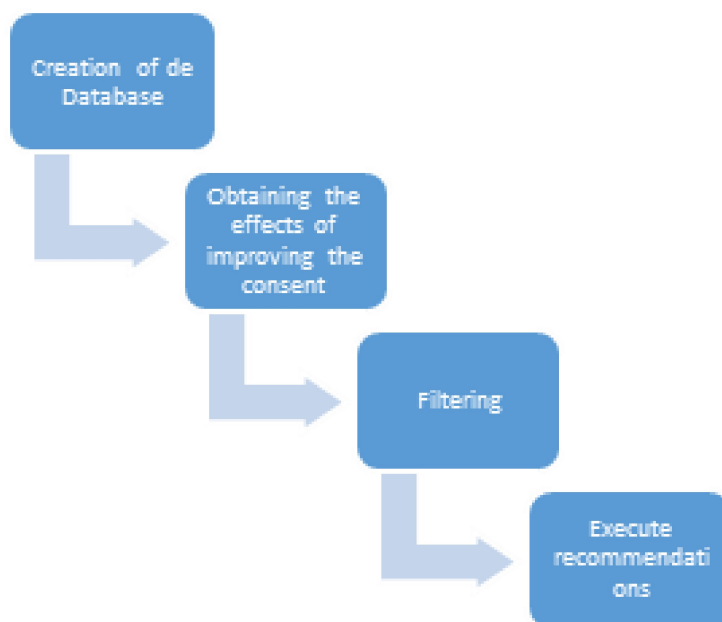 Creation of de
Database
Obtaining the
effects of
improving the
consent
Filtering
Execute
recommendati
ons